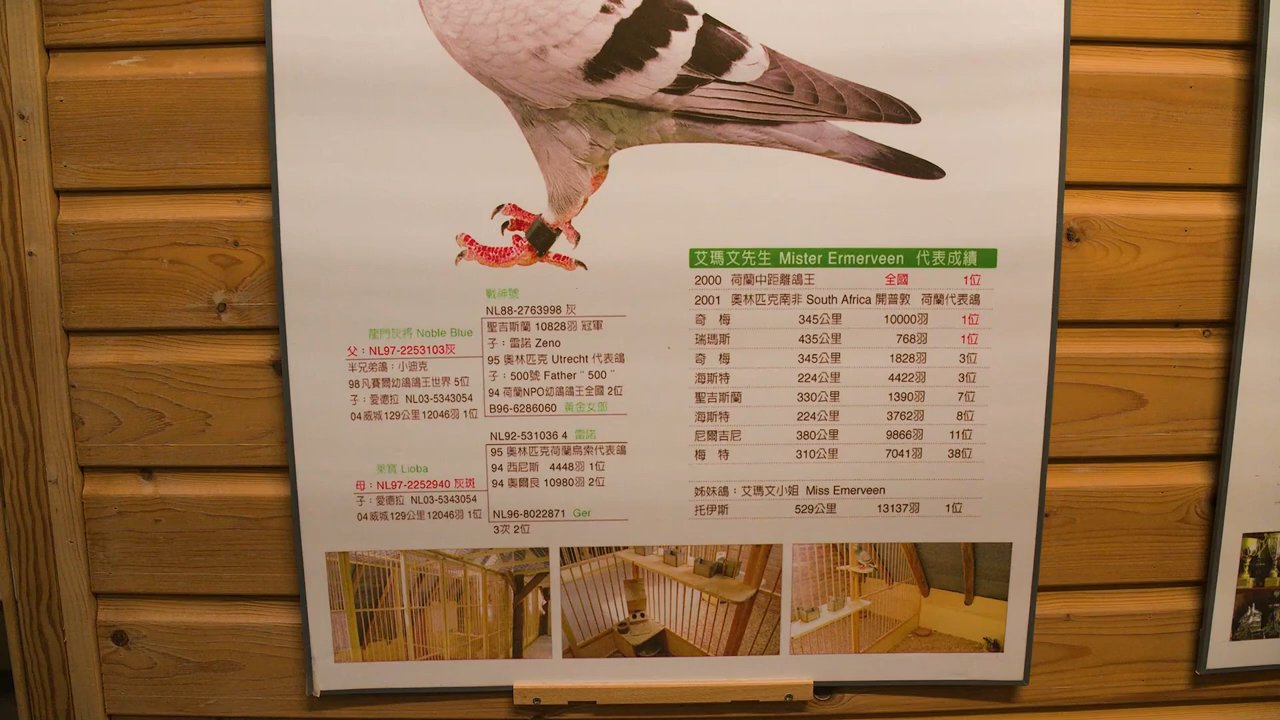 戰神號
NL88-2763998 灰
聖吉斯蘭 10828羽 冠軍
子：雷諾 Zeno
95 奧林匹克 Utrecht 代表鴿
子：500號 Father " 500 "
94 荷蘭NPO幼鴿鴿王全國 2位
B96-6286060 黃金女郎
龍門灰將 Noble Blue
父：NL97-2253103灰
半兄弟鴿：小迪克
98凡賽爾幼鴿鴿王世界 5位
子：愛德拉 NL03-5343054
04威城129公里12046羽 1位
NL92-531036 4 雷諾
95 奧林匹克荷蘭烏索代表鴿
94 西尼斯 4448羽 1位
94 奧爾良 10980羽 2位
NL96-8022871 Ger
3次 2位
萊寶 Lioba
母：NL97-2252940 灰斑
子：愛德拉 NL03-5343054
04威城129公里12046羽 1位
艾瑪文先生 Mister Ermerveen 代表成績
2000 荷蘭中距離鴿王 全國 1位
2001 奧林匹克南非 South Africa 開普敦 荷蘭代表鴿
奇 梅 345公里 10000羽 1位
瑞瑪斯 435公里 768羽 1位
奇 梅 345公里 1828羽 3位
海斯特 224公里 4422羽 3位
聖吉斯蘭 330公里 1390羽 7位
海斯特 224公里 3762羽 8位
尼爾吉尼 380公里 9866羽 11位
梅 特 310公里 7041羽 38位
姊妹鴿：艾瑪文小姐 Miss Emerveen
托伊斯 529公里 13137羽 1位